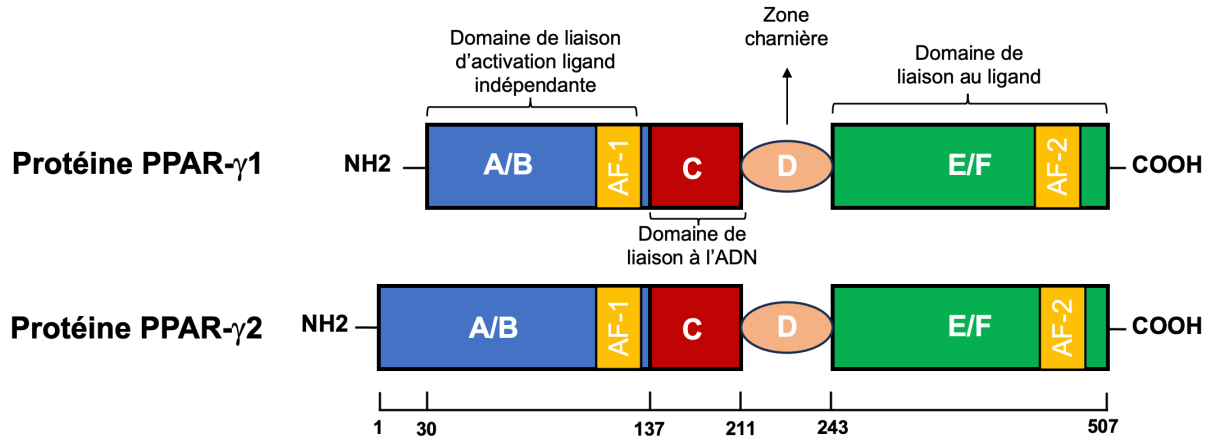 Zone
charnière
Domaine de liaison
d'activation ligand
indépendante
Domaine de
liaison au ligand
Protéine PPAR-γ1
NH2
A/B
AF-1
C
D
E/F
AF-2
COOH
Domaine de
liaison à l'ADN
Protéine PPAR-γ2
NH2
A/B
AF-1
C
D
E/F
AF-2
COOH
1 30 137 211 243 507